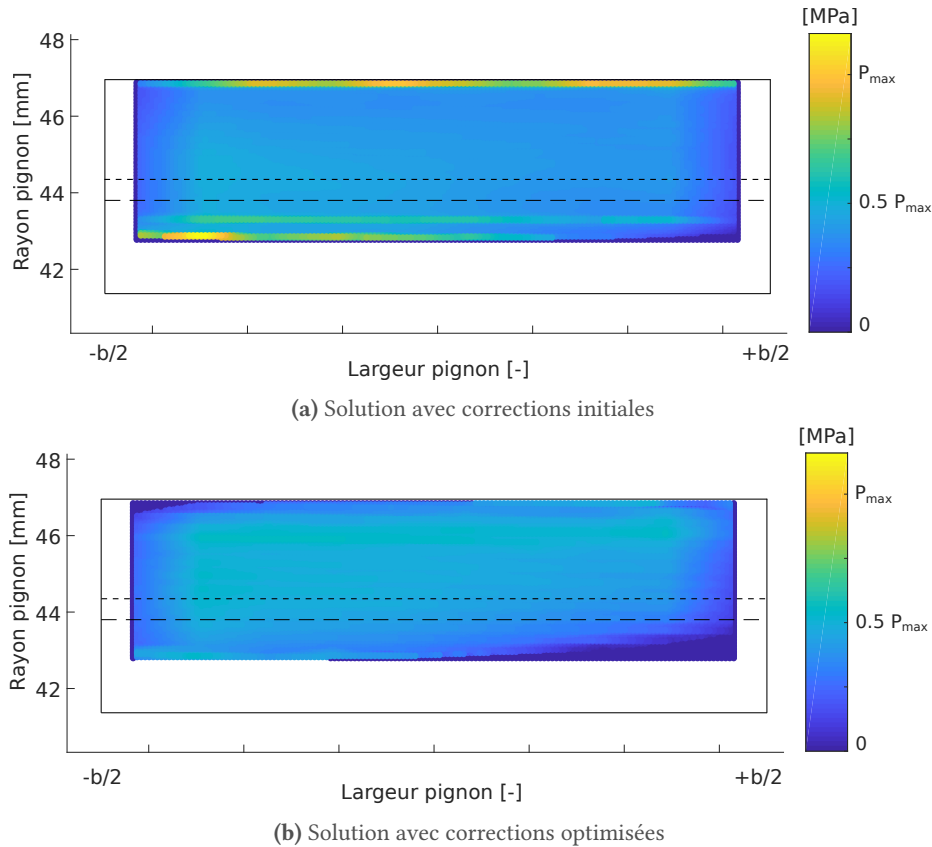 [MPa]
48
46
44
42
Rayon pignon [mm]
P_max
0.5 P_max
0
-b/2
+b/2
Largeur pignon [-]
(a) Solution avec corrections initiales
[MPa]
48
46
44
42
Rayon pignon [mm]
P_max
0.5 P_max
0
-b/2
+b/2
Largeur pignon [-]
(b) Solution avec corrections optimisées